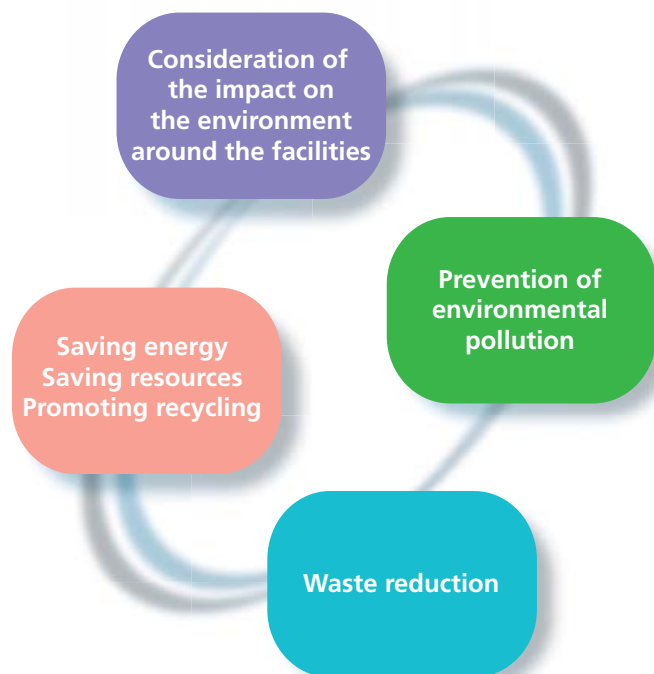 Consideration of
the impact on
the environment
around the facilities
Prevention of
environmental
pollution
Saving energy
Saving resources
Promoting recycling
Waste reduction